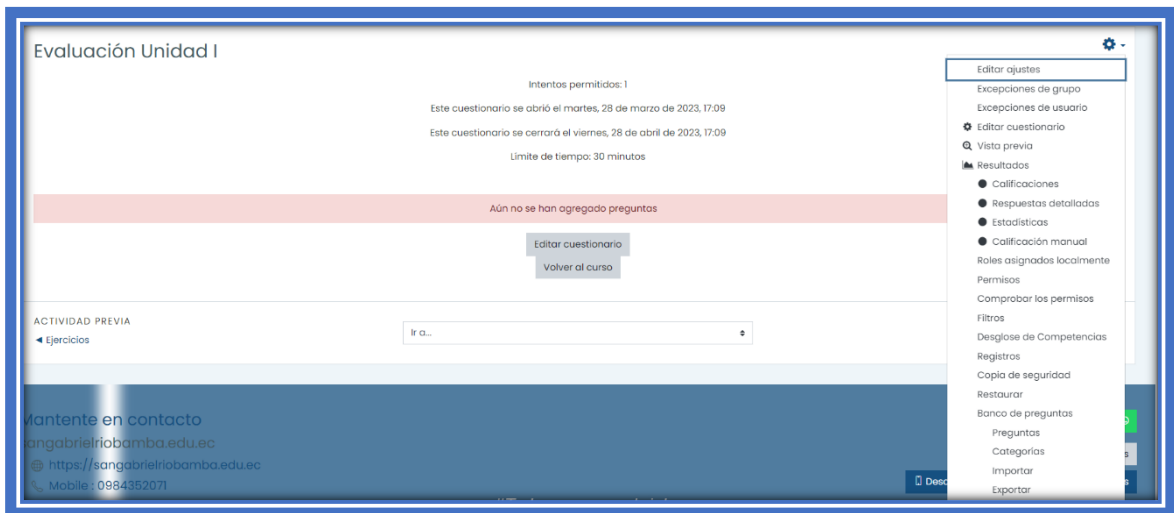 Evaluación Unidad I
Intentos permitidos: 1
Este cuestionario se abrió el martes, 28 de marzo de 2023, 17:09
Este cuestionario se cerrará el viernes, 28 de abril de 2023, 17:09
Límite de tiempo: 30 minutos
Aún no se han agregado preguntas
Editar cuestionario
Volver al curso
ACTIVIDAD PREVIA
◄ Ejercicios
Ir a...
Editar ajustes
Excepciones de grupo
Excepciones de usuario
Editar cuestionario
Vista previa
Resultados
Calificaciones
Respuestas detalladas
Estadísticas
Calificación manual
Roles asignados localmente
Permisos
Comprobar los permisos
Filtros
Desglose de Competencias
Registros
Copia de seguridad
Restaurar
Banco de preguntas
Preguntas
Categorías
Importar
Exportar
Mantente en contacto
sangabrielriobamba.edu.ec
https://sangabrielriobamba.edu.ec
Mobile : 0984352071